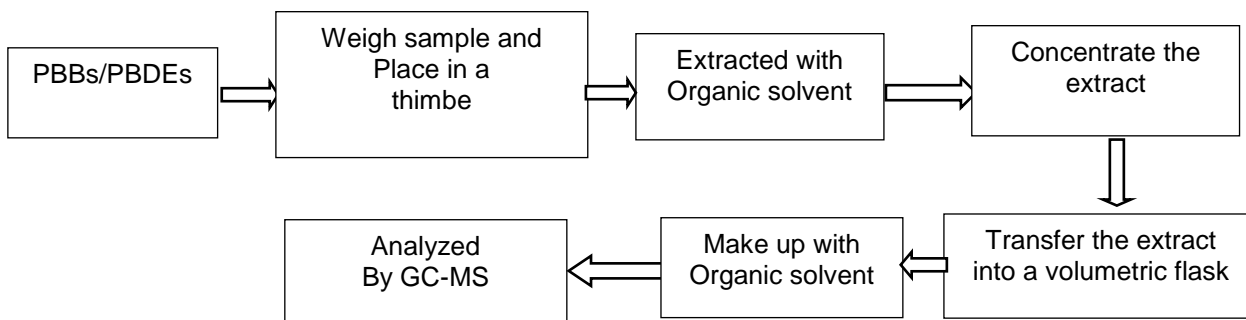 PBBs/PBDEs
Weigh sample and
Place in a
thimbe
Extracted with
Organic solvent
Concentrate the
extract
Transfer the extract
into a volumetric flask
Make up with
Organic solvent
Analyzed
By GC-MS